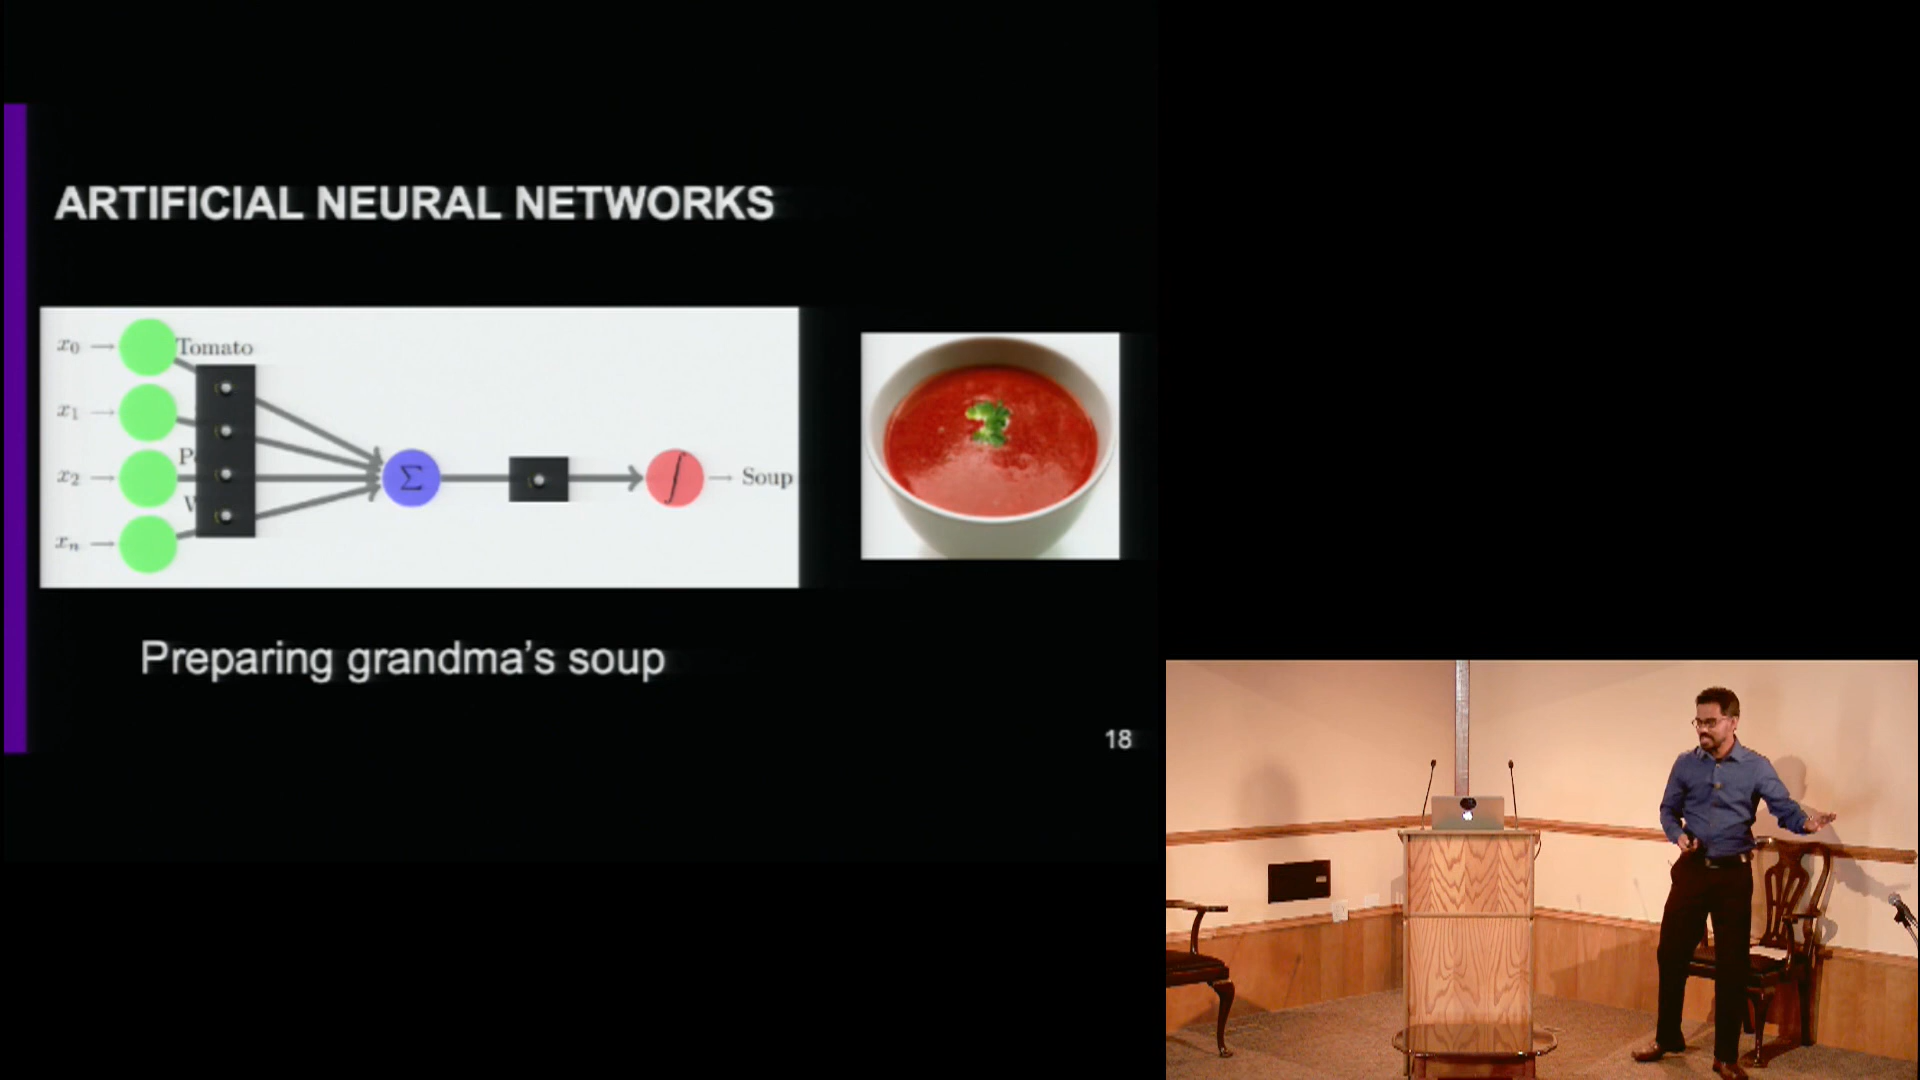 ARTIFICIAL NEURAL NETWORKS
x0
Tomato
x1
x2
xn
Σ
∫
Soup
Preparing grandma's soup
18